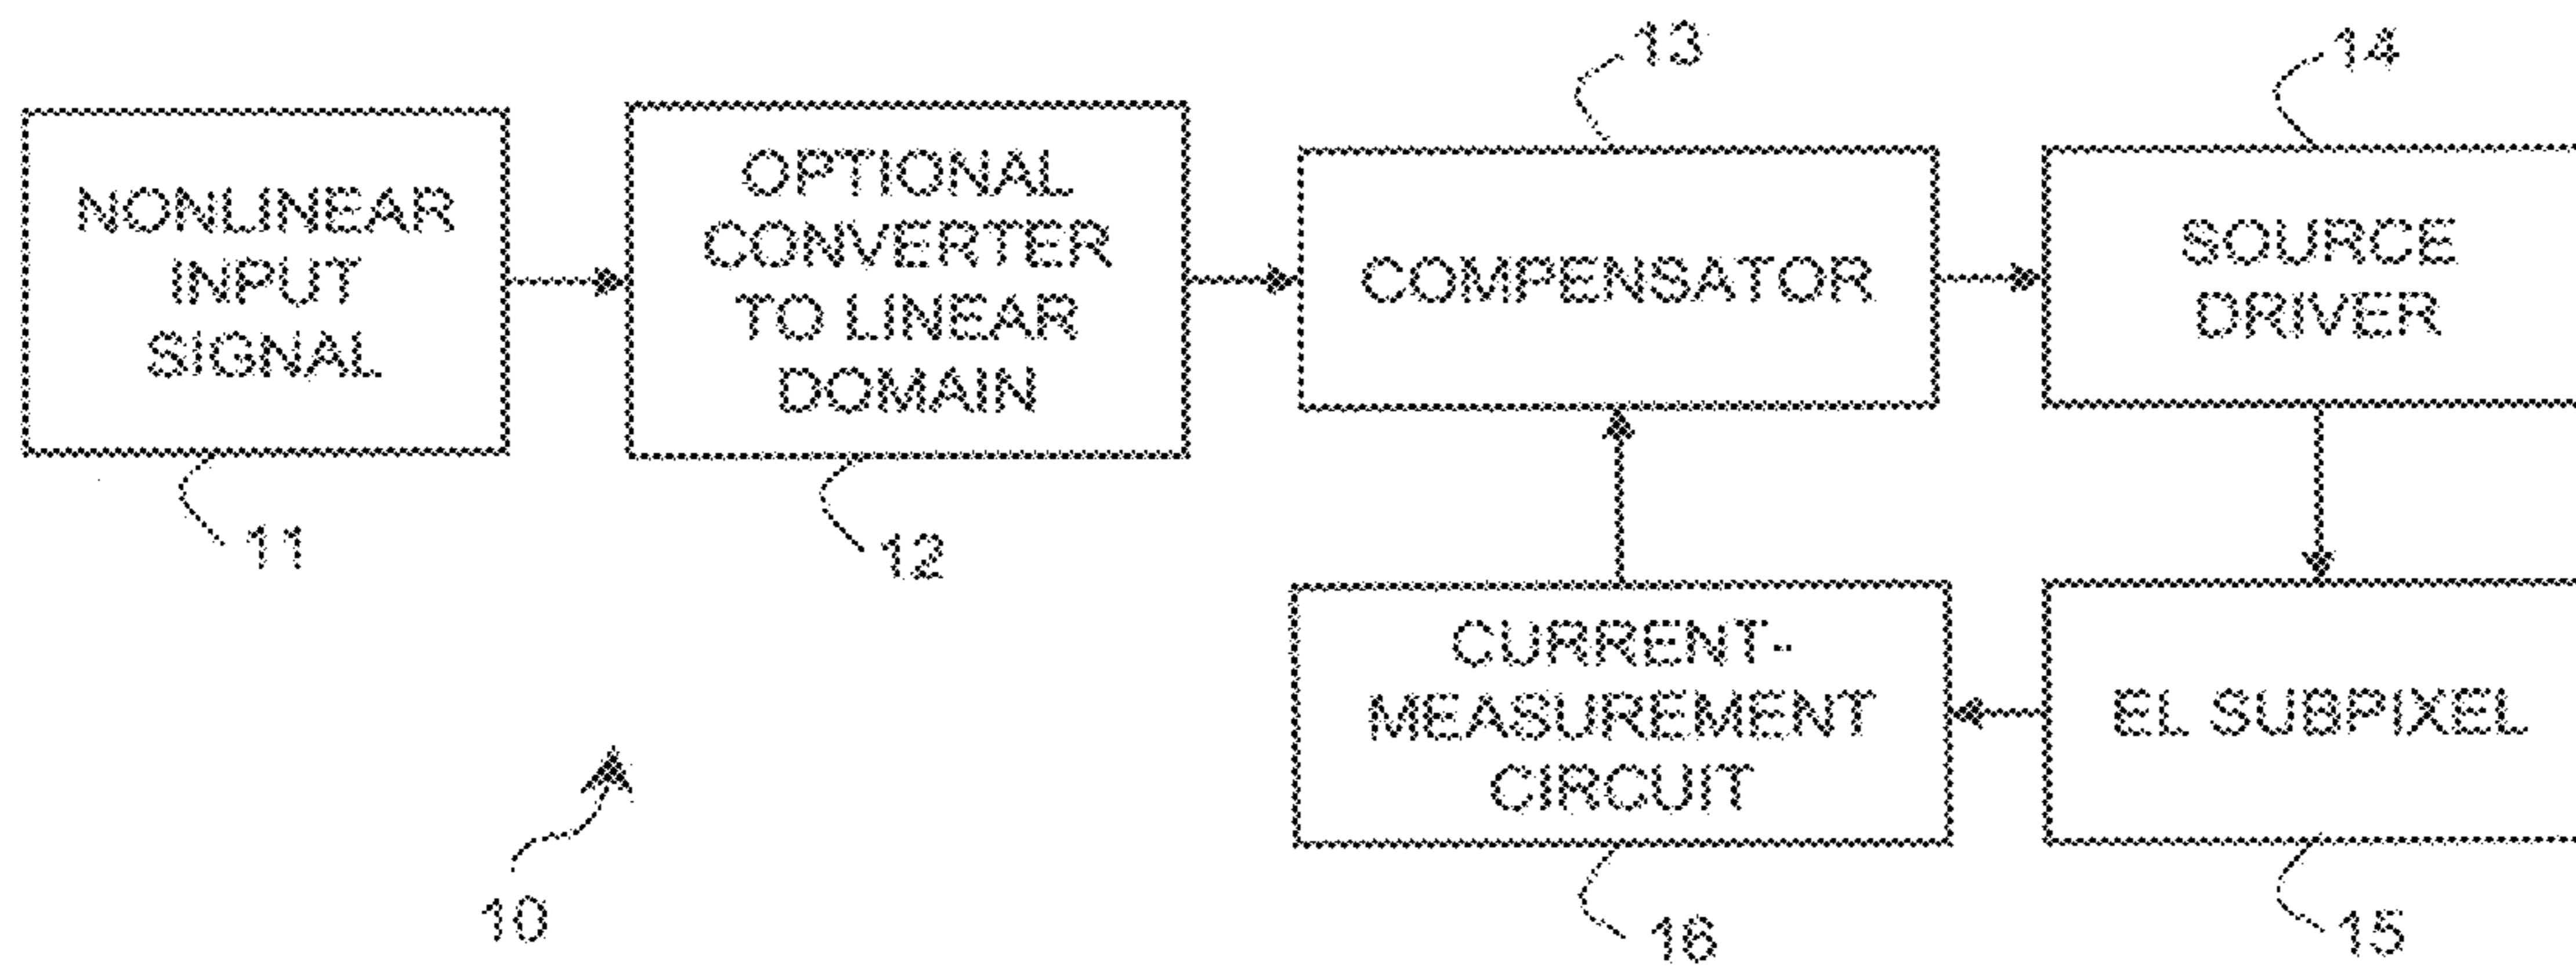 13
14
NONLINEAR
INPUT
SIGNAL
OPTIONAL
CONVERTER
TO LINEAR
DOMAIN
COMPENSATOR
SOURCE
DRIVER
11
12
CURRENT-
MEASUREMENT
CIRCUIT
EL SUBPIXEL
10
16
15